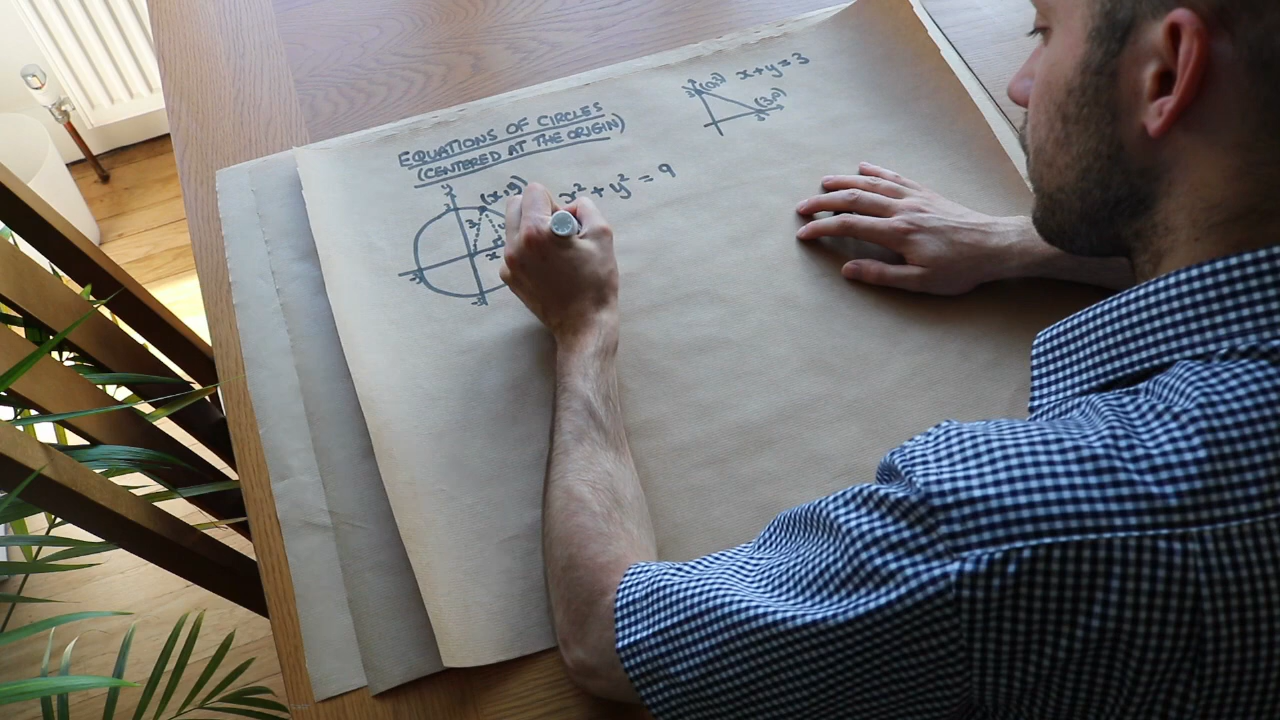 EQUATIONS OF CIRCLES
(CENTERED AT THE ORIGIN)
x + y = 3
(0,3)
(3,0)
(x,y)
x² + y² = 9
y
x